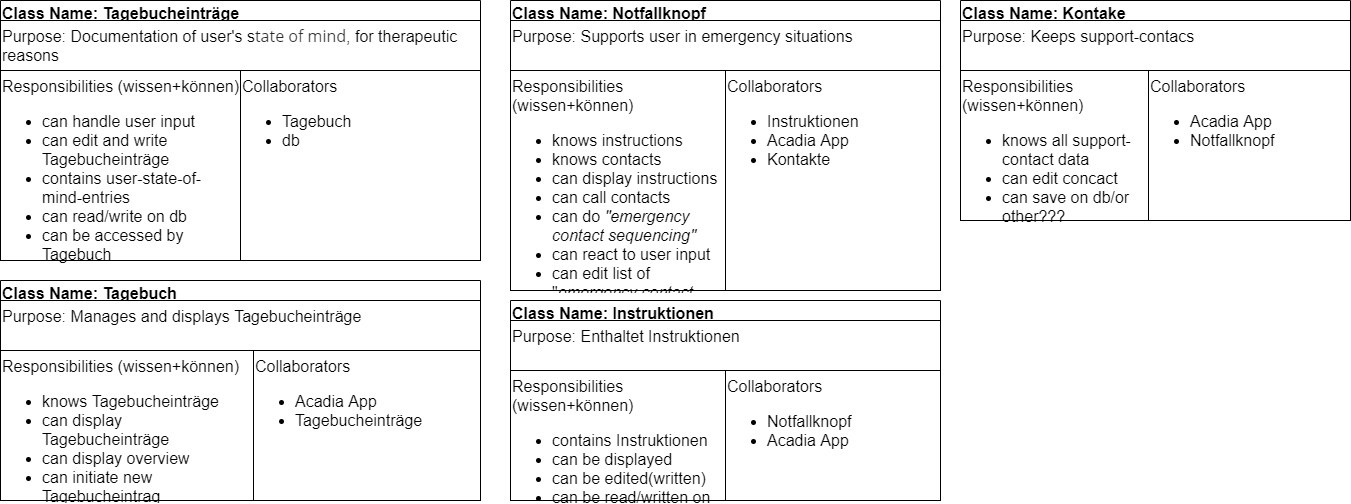 Class Name: Tagebucheinträge
Purpose: Documentation of user's state of mind, for therapeutic
reasons
Responsibilities (wissen+können)
can handle user input
can edit and write
Tagebucheinträge
contains user-state-of-
mind-entries
can read/write on db
can be accessed by
Tagebuch
Collaborators
Tagebuch
db
Class Name: Tagebuch
Purpose: Manages and displays Tagebucheinträge
Responsibilities (wissen+können)
knows Tagebucheinträge
can display
Tagebucheinträge
can display overview
can initiate new
Tagebucheintrag
Collaborators
Acadia App
Tagebucheinträge
Class Name: Notfallknopf
Purpose: Supports user in emergency situations
Responsibilities
(wissen+können)
knows instructions
knows contacts
can display instructions
can call contacts
can do "emergency
contact sequencing"
can react to user input
can edit list of
"emergency contact
Collaborators
Instruktionen
Acadia App
Kontakte
Class Name: Instruktionen
Purpose: Enthaltet Instruktionen
Responsibilities
(wissen+können)
contains Instruktionen
can be displayed
can be edited(written)
can be read/written on
Collaborators
Notfallknopf
Acadia App
Class Name: Kontake
Purpose: Keeps support-contacs
Responsibilities
(wissen+können)
knows all support-
contact data
can edit concact
can save on db/or
other???
Collaborators
Acadia App
Notfallknopf